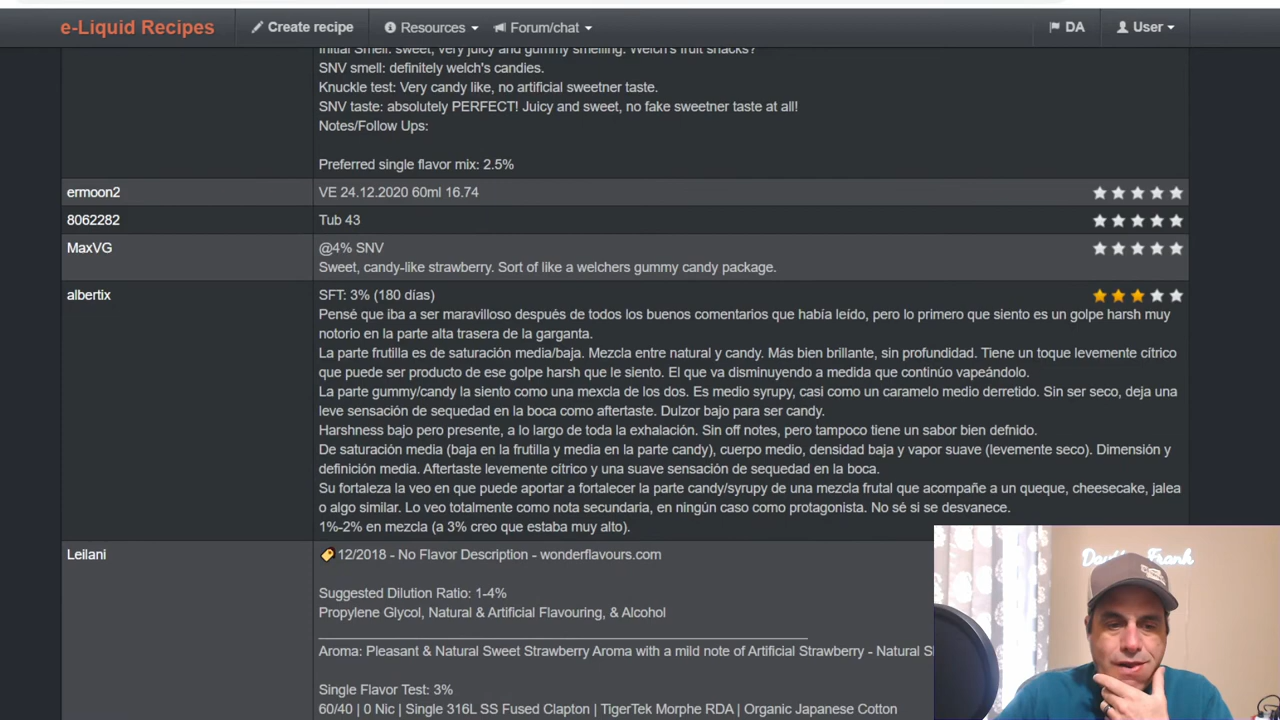 e-Liquid Recipes
Create recipe
Resources
Forum/chat
DA
User
Initial Smell: sweet, very juicy and gummy smelling. Welch's fruit snacks?
SNV smell: definitely welch's candies.
Knuckle test: Very candy like, no artificial sweetner taste.
SNV taste: absolutely PERFECT! Juicy and sweet, no fake sweetner taste at all!
Notes/Follow Ups:
Preferred single flavor mix: 2.5%
ermoon2
VE 24.12.2020 60ml 16.74
8062282
Tub 43
MaxVG
@4% SNV
Sweet, candy-like strawberry. Sort of like a welchers gummy candy package.
albertix
SFT: 3% (180 días)
Pensé que iba a ser maravilloso después de todos los buenos comentarios que había leído, pero lo primero que siento es un golpe harsh muy
notorio en la parte alta trasera de la garganta.
La parte frutilla es de saturación media/baja. Mezcla entre natural y candy. Más bien brillante, sin profundidad. Tiene un toque levemente cítrico
que puede ser producto de ese golpe harsh que le siento. El que va disminuyendo a medida que continúo vapeándolo.
La parte gummy/candy la siento como una mexcla de los dos. Es medio syrupy, casi como un caramelo medio derretido. Sin ser seco, deja una
leve sensación de sequedad en la boca como aftertaste. Dulzor bajo para ser candy.
Harshness bajo pero presente, a lo largo de toda la exhalación. Sin off notes, pero tampoco tiene un sabor bien defnido.
De saturación media (baja en la frutilla y media en la parte candy), cuerpo medio, densidad baja y vapor suave (levemente seco). Dimensión y
definición media. Aftertaste levemente cítrico y una suave sensación de sequedad en la boca.
Su fortaleza la veo en que puede aportar a fortalecer la parte candy/syrupy de una mezcla frutal que acompañe a un queque, cheesecake, jalea
o algo similar. Lo veo totalmente como nota secundaria, en ningún caso como protagonista. No sé si se desvanece.
1%-2% en mezcla (a 3% creo que estaba muy alto).
Leilani
12/2018 - No Flavor Description - wonderflavours.com
Suggested Dilution Ratio: 1-4%
Propylene Glycol, Natural & Artificial Flavouring, & Alcohol
Aroma: Pleasant & Natural Sweet Strawberry Aroma with a mild note of Artificial Strawberry - Natural
Single Flavor Test: 3%
60/40 | 0 Nic | Single 316L SS Fused Clapton | TigerTek Morphe RDA | Organic Japanese Cotton